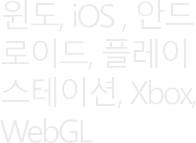 윈도, iOS , 안드
로이드, 플레이
스테이션, Xbox,
WebGL